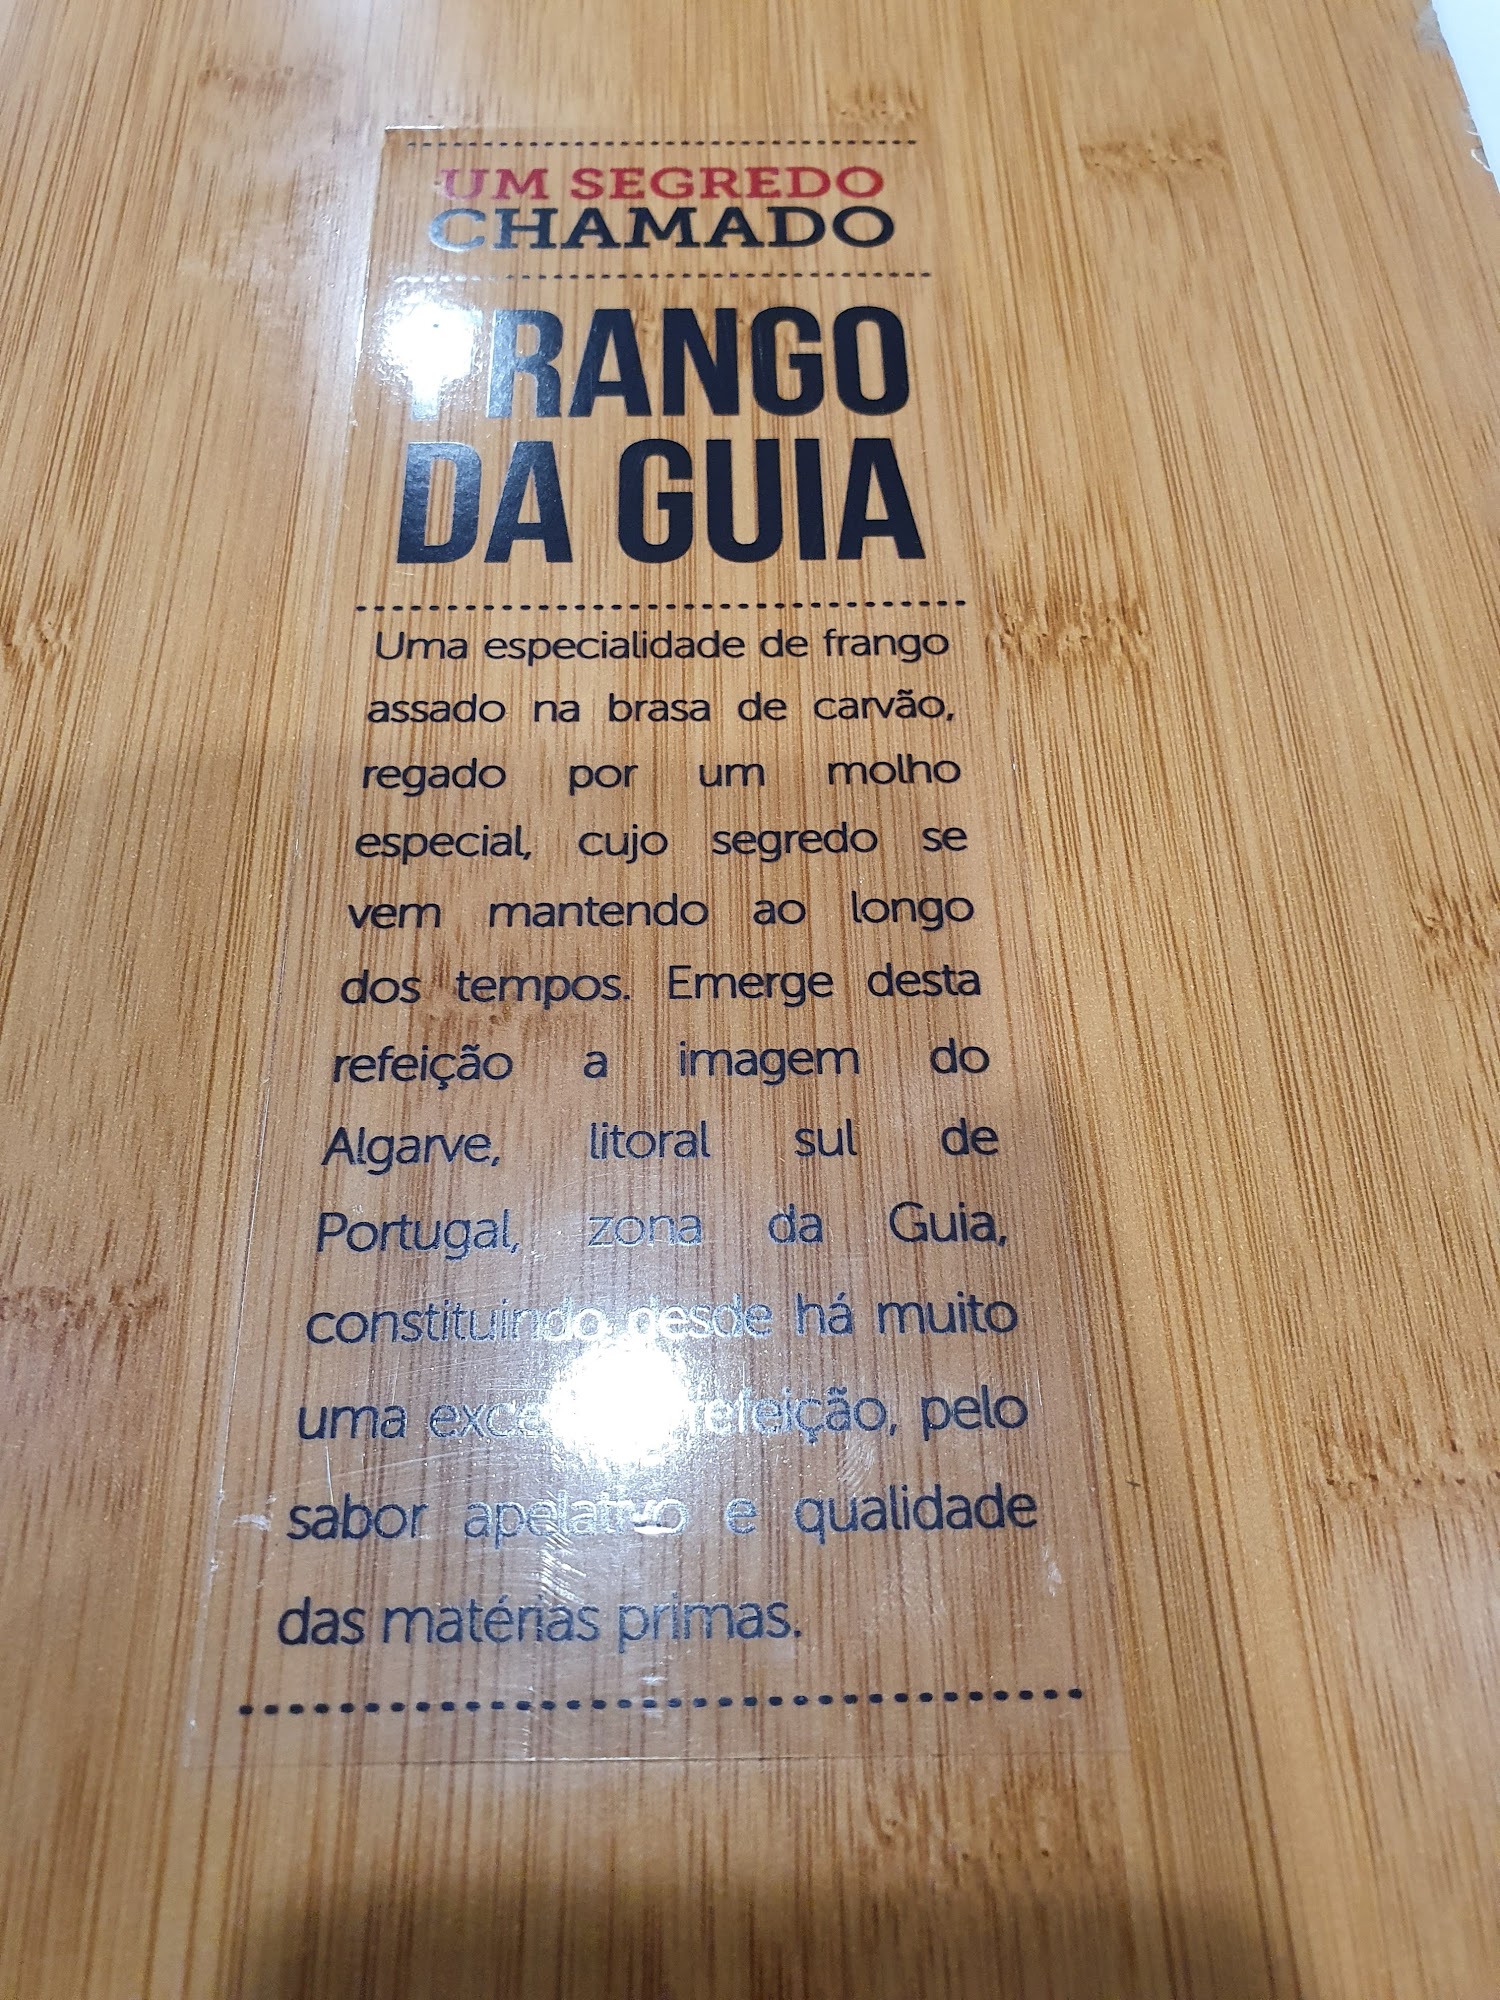 UM SEGREDO
CHAMADO
FRANGO
DA GUIA
Uma especialidade de frango
assado na brasa de carvão,
regado por um molho
especial, cujo segredo se
vem mantendo ao longo
dos tempos. Emerge desta
refeição a imagem do
Algarve, litoral sul de
Portugal, zona da Guia,
constituindo desde há muito
uma refeição, pelo
sabor apelativo e qualidade
das matérias primas.